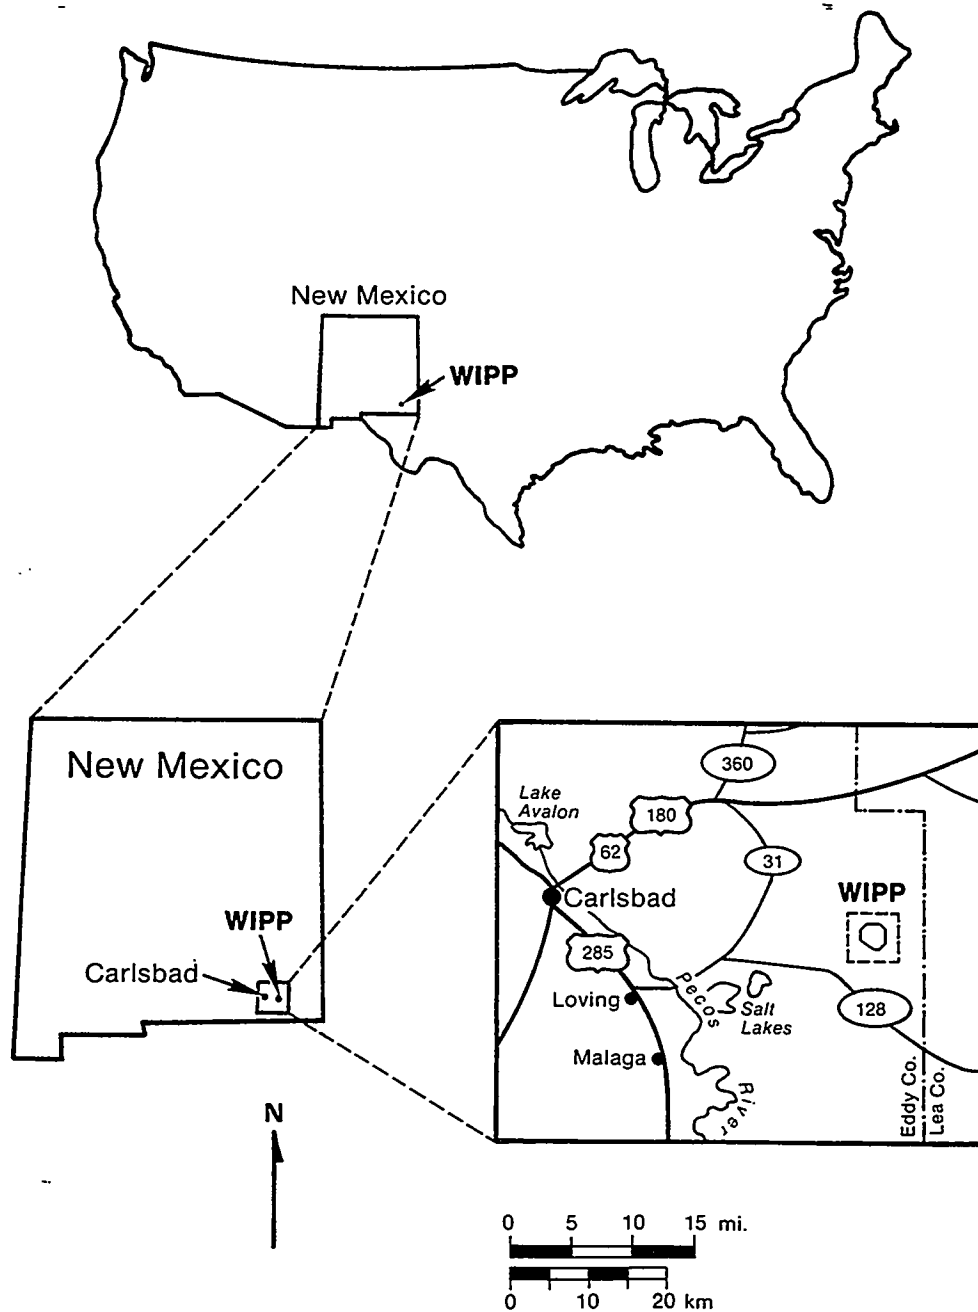 New Mexico
WIPP
New Mexico
WIPP
Carlsbad
N
360
Lake
Avalon
180
62
31
WIPP
Carlsbad
285
Pecos
Loving
Salt
Lakes
128
Malaga
River
Eddy Co.
Lea Co.
0 5 10 15 mi.
0 10 20 km